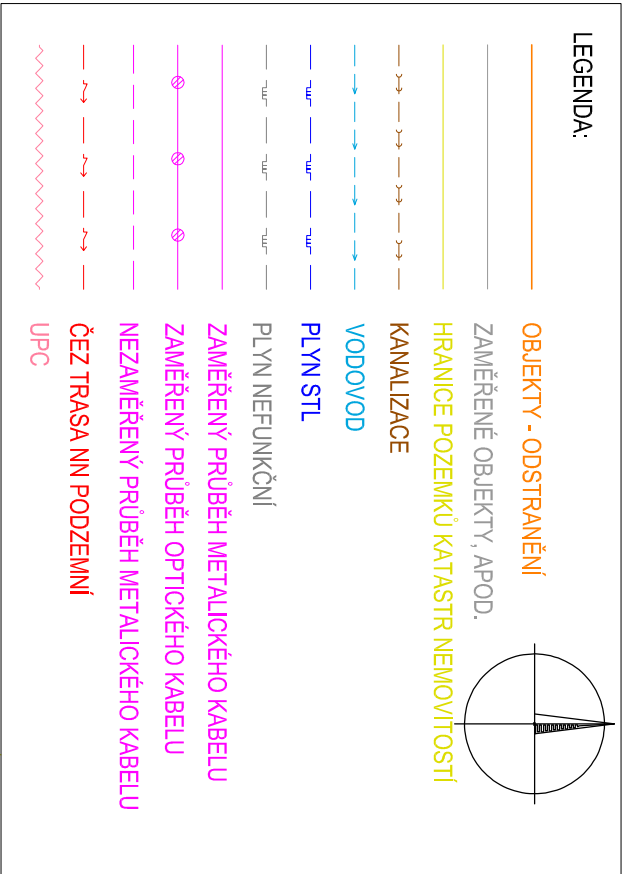 LEGENDA:
OBJEKTY - ODSTRANĚNÍ
ZAMĚŘENÉ OBJEKTY, APOD.
HRANICE POZEMKŮ KATASTR NEMOVITOSTÍ
KANALIZACE
VODOVOD
PLYN STL
PLYN NEFUNKČNÍ
ZAMĚŘENÝ PRŮBĚH METALICKÉHO KABELU
ZAMĚŘENÝ PRŮBĚH OPTICKÉHO KABELU
NEZAMĚŘENÝ PRŮBĚH METALICKÉHO KABELU
ČEZ TRASA NN PODZEMNÍ
UPC